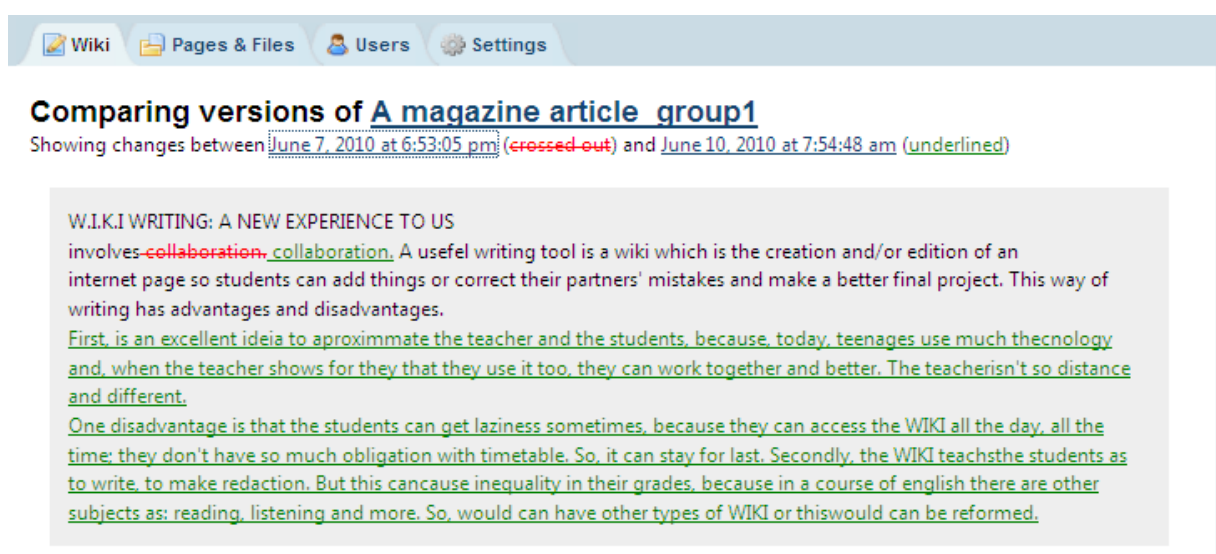 Wiki Pages & Files Users Settings
Comparing versions of A magazine article_group1
Showing changes between June 7, 2010 at 6:53:05 pm (crossed out) and June 10, 2010 at 7:54:48 am (underlined)
W.I.K.I WRITING: A NEW EXPERIENCE TO US
involves collaboration, collaboration. A usefel writing tool is a wiki which is the creation and/or edition of an
internet page so students can add things or correct their partners' mistakes and make a better final project. This way of
writing has advantages and disadvantages.
First, is an excellent ideia to aproximmate the teacher and the students, because, today, teenages use much thecnology
and, when the teacher shows for they that they use it too, they can work together and better. The teacherisn't so distance
and different.
One disadvantage is that the students can get laziness sometimes, because they can access the WIKI all the day, all the
time; they don't have so much obligation with timetable. So, it can stay for last. Secondly, the WIKI teachsthe students as
to write, to make redaction. But this cancause inequality in their grades, because in a course of english there are other
subjects as: reading, listening and more. So, would can have other types of WIKI or thiswould can be reformed.